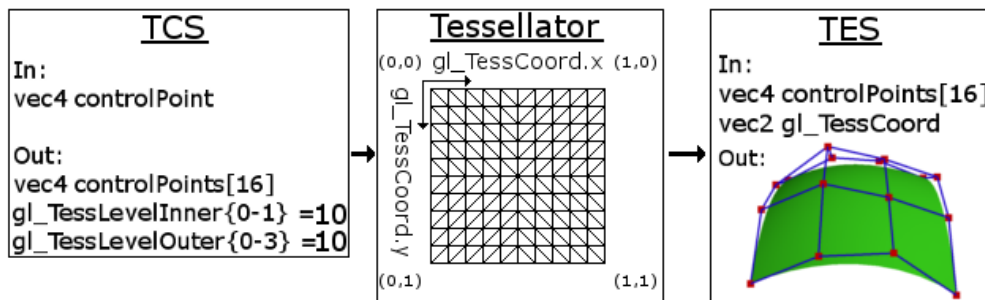 TCS
In:
vec4 controlPoint
Out:
vec4 controlPoints[16]
gl_TessLevelInner{0-1} =10
gl_TessLevelOuter{0-3} =10
Tessellator
(0,0) gl_TessCoord.x (1,0)
gl_TessCoord.y
(0,1) (1,1)
TES
In:
vec4 controlPoints[16]
vec2 gl_TessCoord
Out: